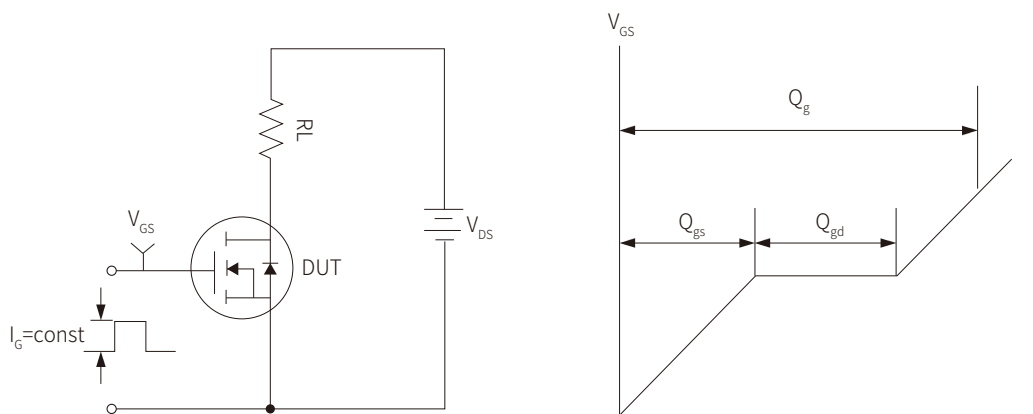 RL
V_GS
DUT
V_DS
I_G=const
V_GS
Q_g
Q_gs
Q_gd